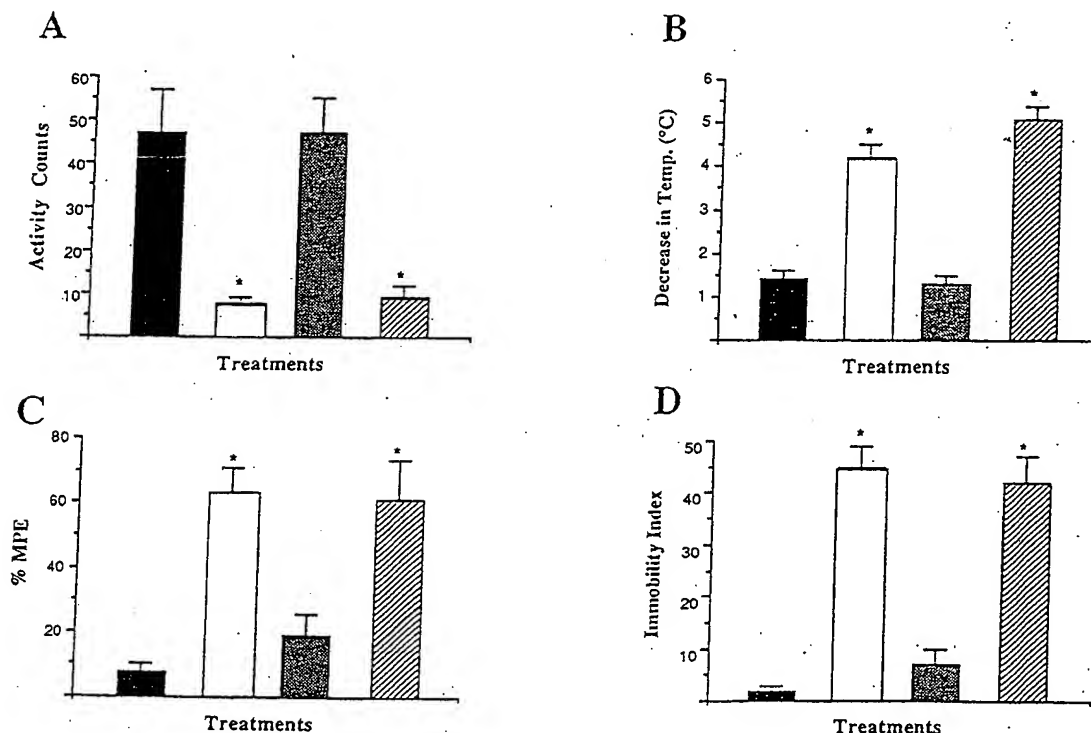 A
60
50
40
30
20
10
Activity Counts
*
*
Treatments
B
6
5
4
3
2
1
Decrease in Temp. (°C)
*
*
Treatments
C
80
60
40
20
% MPE
*
*
Treatments
D
50
40
30
20
10
Immobility Index
*
*
Treatments